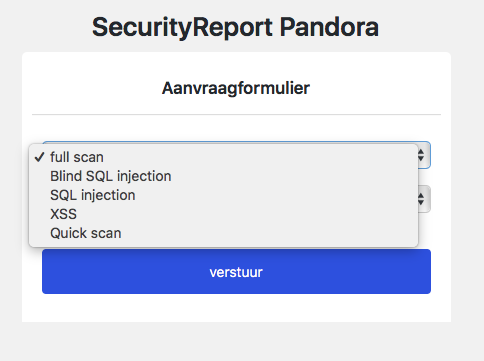 SecurityReport Pandora
Aanvraagformulier
✓ full scan
Blind SQL injection
SQL injection
XSS
Quick scan
verstuur